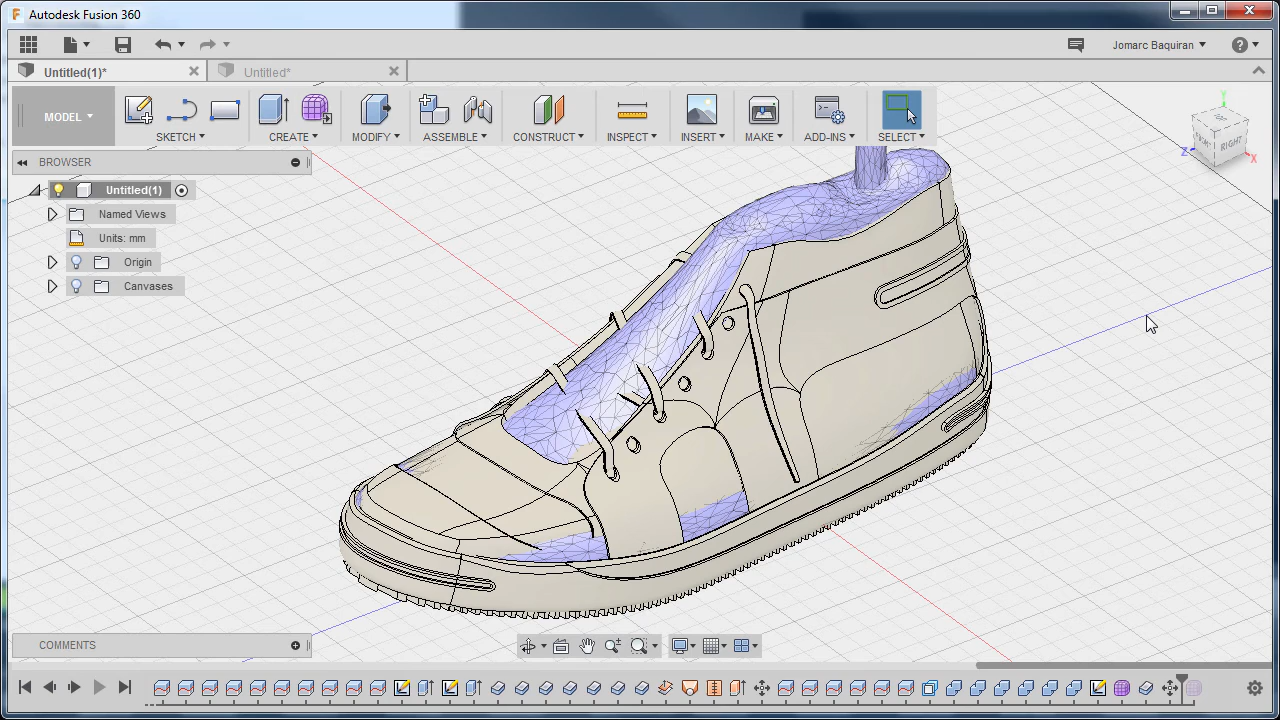 Autodesk Fusion 360
Jomarc Baquiran
Untitled(1)*
Untitled*
MODEL
SKETCH
CREATE
MODIFY
ASSEMBLE
CONSTRUCT
INSPECT
INSERT
MAKE
ADD-INS
SELECT
Y
Z
X
RIGHT
BROWSER
Untitled(1)
Named Views
Units: mm
Origin
Canvases
COMMENTS